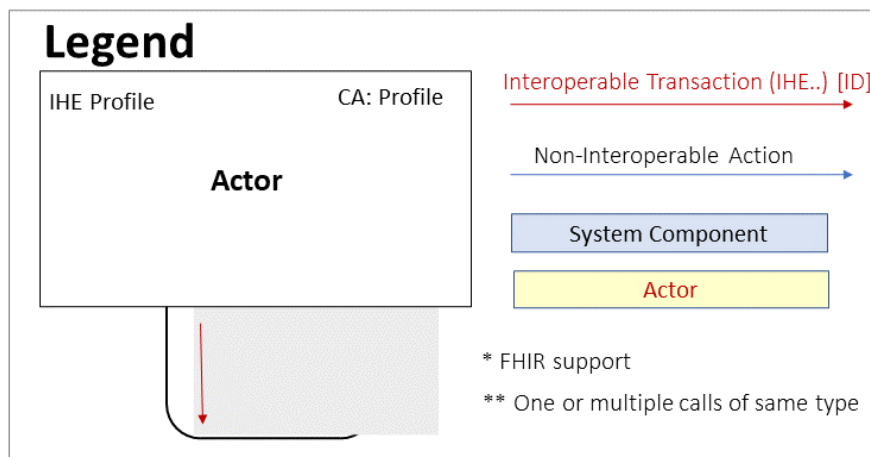 Legend
IHE Profile
CA: Profile
Actor
Interoperable Transaction (IHE..) [ID]
Non-Interoperable Action
System Component
Actor
* FHIR support
** One or multiple calls of same type